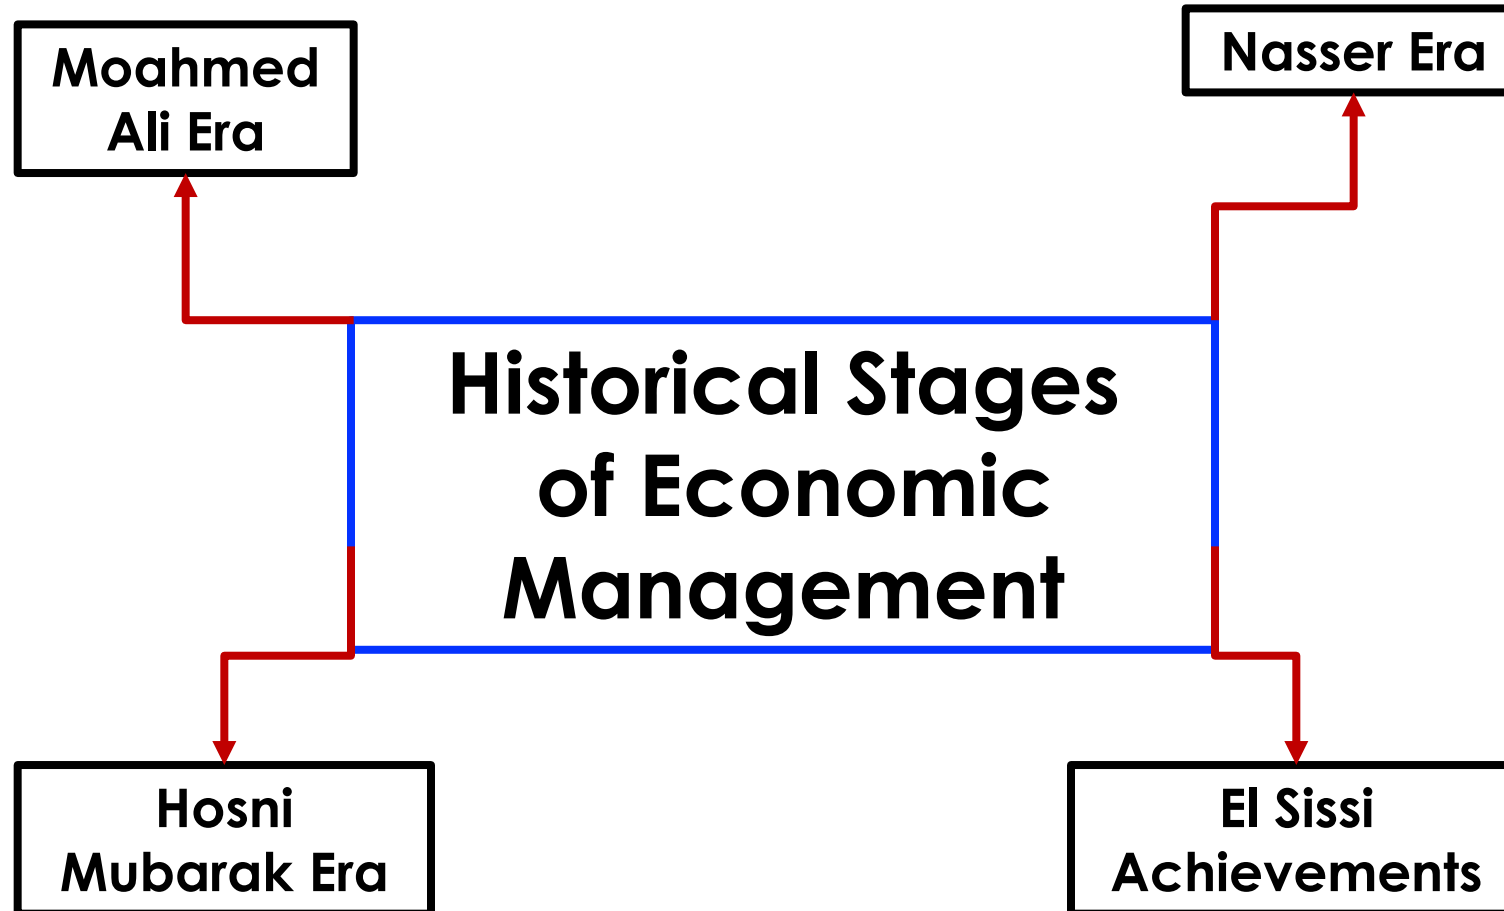 Moahmed
Ali Era
Nasser Era
Historical Stages
of Economic
Management
Hosni
Mubarak Era
El Sissi
Achievements